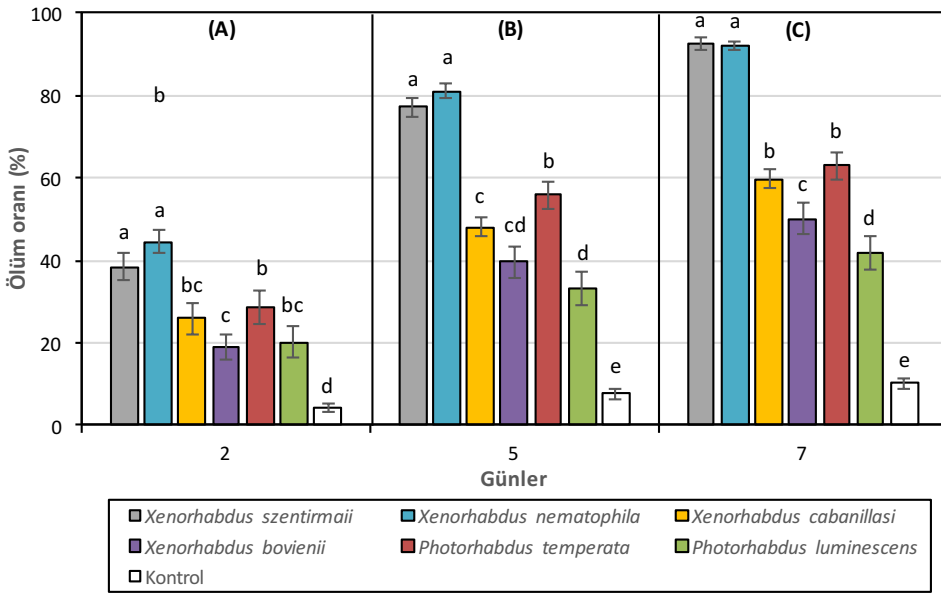 (A) (B) (C)
100
80
60
40
20
0
Ölüm oranı (%)
b
a a bc c b bc d
a a c cd b d e
a a b c b d e
2 5 7
Günler
Xenorhabdus szentirmaii Xenorhabdus nematophila Xenorhabdus cabanillasi
Xenorhabdus bovienii Photorhabdus temperata Photorhabdus luminescens
Kontrol